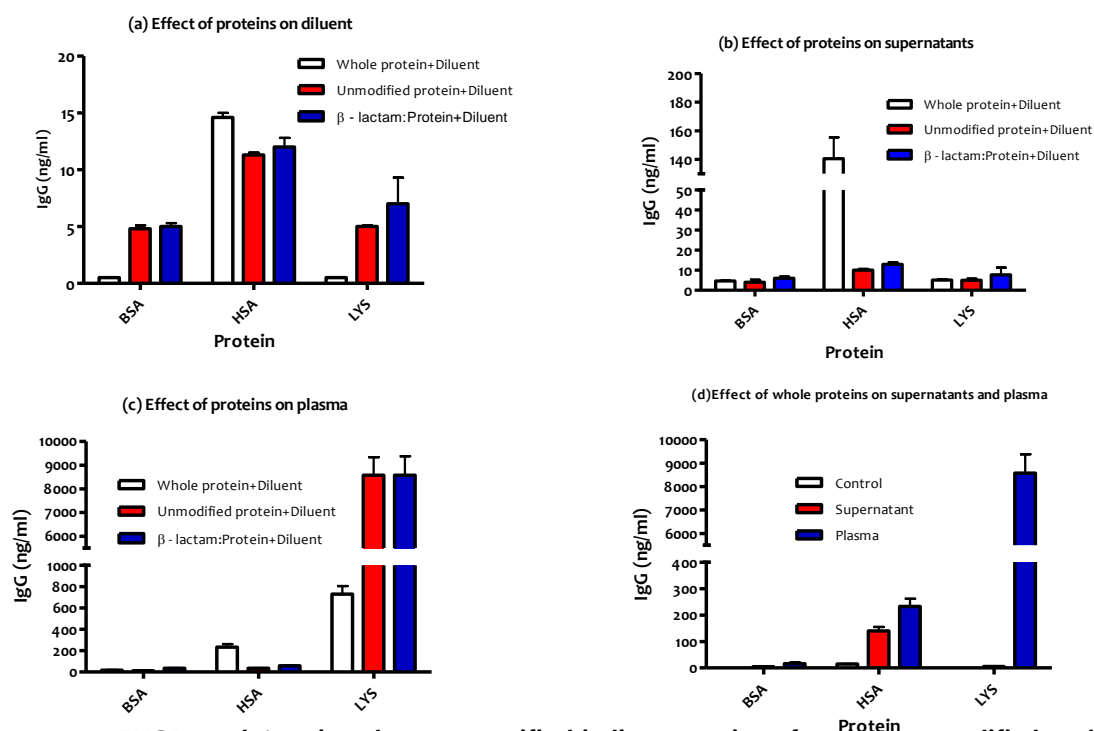 (a) Effect of proteins on diluent
20
15
10
5
0
IgG (ng/ml)
Whole protein+Diluent
Unmodified protein+Diluent
β - lactam:Protein+Diluent
BSA
HSA
LYS
Protein
(b) Effect of proteins on supernatants
200
180
160
140
50
40
30
20
10
0
IgG (ng/ml)
Whole protein+Diluent
Unmodified protein+Diluent
β - lactam:Protein+Diluent
BSA
HSA
LYS
Protein
(c) Effect of proteins on plasma
10000
9000
8000
7000
6000
1000
800
600
400
200
0
IgG (ng/ml)
Whole protein+Diluent
Unmodified protein+Diluent
β - lactam:Protein+Diluent
BSA
HSA
LYS
(d)Effect of whole proteins on supernatants and plasma
10000
9000
8000
7000
6000
400
300
200
100
0
IgG (ng/ml)
Control
Supernatant
Plasma
BSA
HSA
LYS
Protein